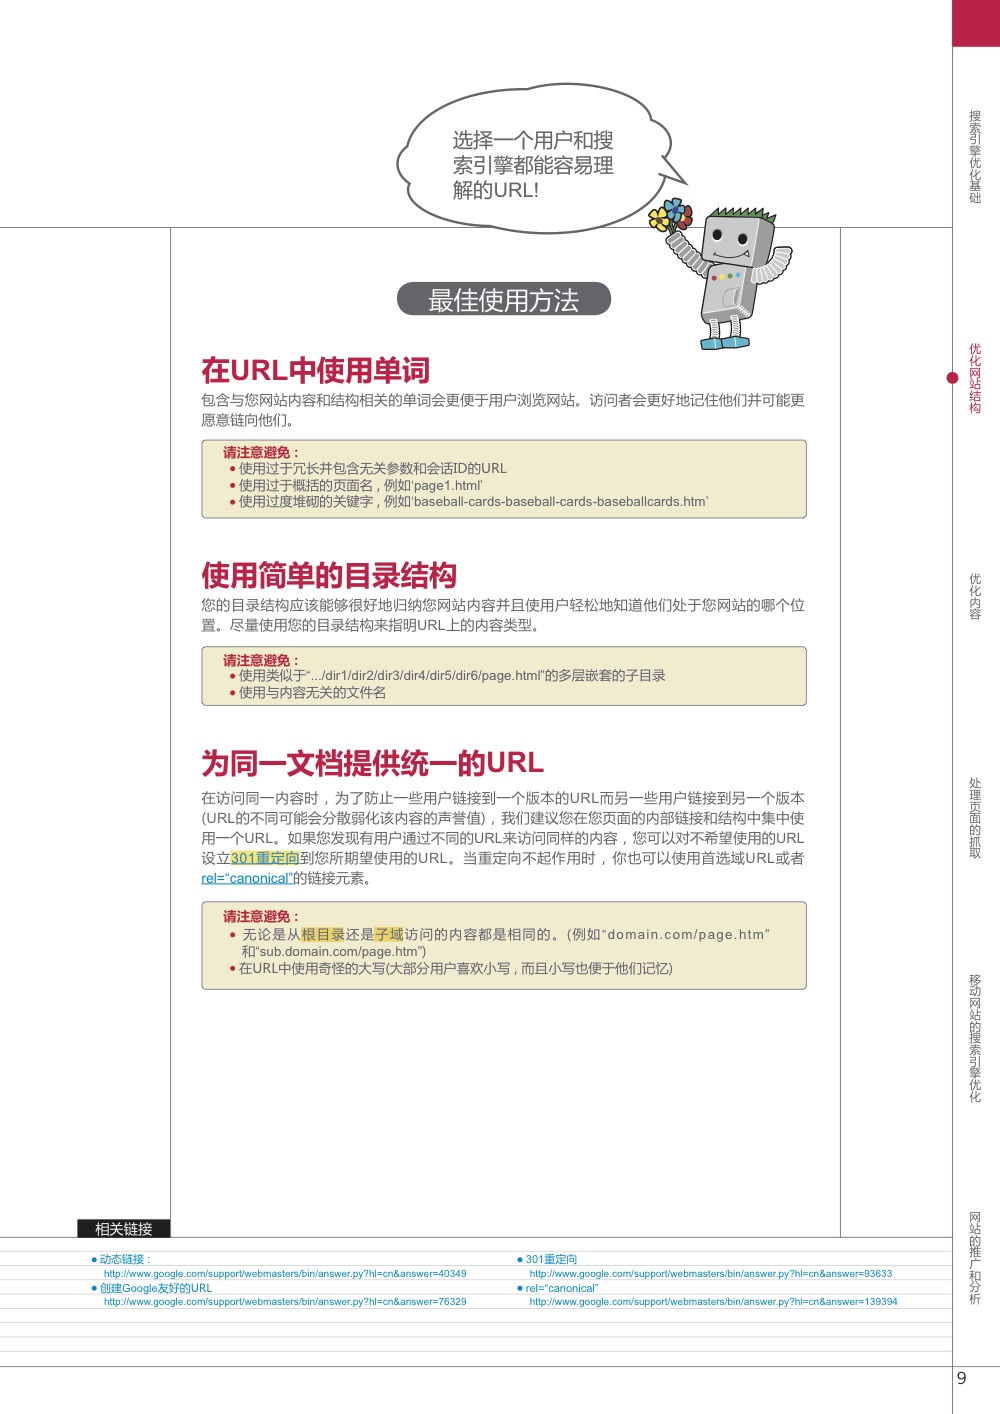 选择一个用户和搜
索引擎都能容易理
解的URL!
最佳使用方法
在URL中使用单词
包含与您网站内容和结构相关的单词会更便于用户浏览网站。访问者会更好地记住他们并可能更
愿意链向他们。
请注意避免：
● 使用过于冗长并包含无关参数和会话ID的URL
● 使用过于概括的页面名，例如‘page1.html’
● 使用过度堆砌的关键字，例如‘baseball-cards-baseball-cards-baseballcards.htm’
使用简单的目录结构
您的目录结构应该能够很好地归纳您网站内容并且使用户轻松地知道他们处于您网站的哪个位
置。尽量使用您的目录结构来指明URL上的内容类型。
请注意避免：
● 使用类似于“.../dir1/dir2/dir3/dir4/dir5/dir6/page.html”的多层嵌套的子目录
● 使用与内容无关的文件名
为同一文档提供统一的URL
在访问同一内容时，为了防止一些用户链接到一个版本的URL而另一些用户链接到另一个版本
(URL的不同可能会分散弱化该内容的声誉值)，我们建议您在您页面的内部链接和结构中集中使
用一个URL。如果您发现有用户通过不同的URL来访问同样的内容，您可以对不希望使用的URL
设立301重定向到您所期望使用的URL。当重定向不起作用时，你也可以使用首选域URL或者
rel=“canonical”的链接元素。
请注意避免：
● 无论是从根目录还是子域访问的内容都是相同的。(例如“domain.com/page.htm”
和“sub.domain.com/page.htm”)
● 在URL中使用奇怪的大写(大部分用户喜欢小写，而且小写也便于他们记忆)
相关链接
● 动态链接：
http://www.google.com/support/webmasters/bin/answer.py?hl=cn&answer=40349
● 创建Google友好的URL
http://www.google.com/support/webmasters/bin/answer.py?hl=cn&answer=76329
● 301重定向
http://www.google.com/support/webmasters/bin/answer.py?hl=cn&answer=93633
● rel=“canonical”
http://www.google.com/support/webmasters/bin/answer.py?hl=cn&answer=139394
搜索引擎优化基础
优化网站结构
优化内容
处理页面的抓取
移动网站的搜索引擎优化
网站的推广和分析
9